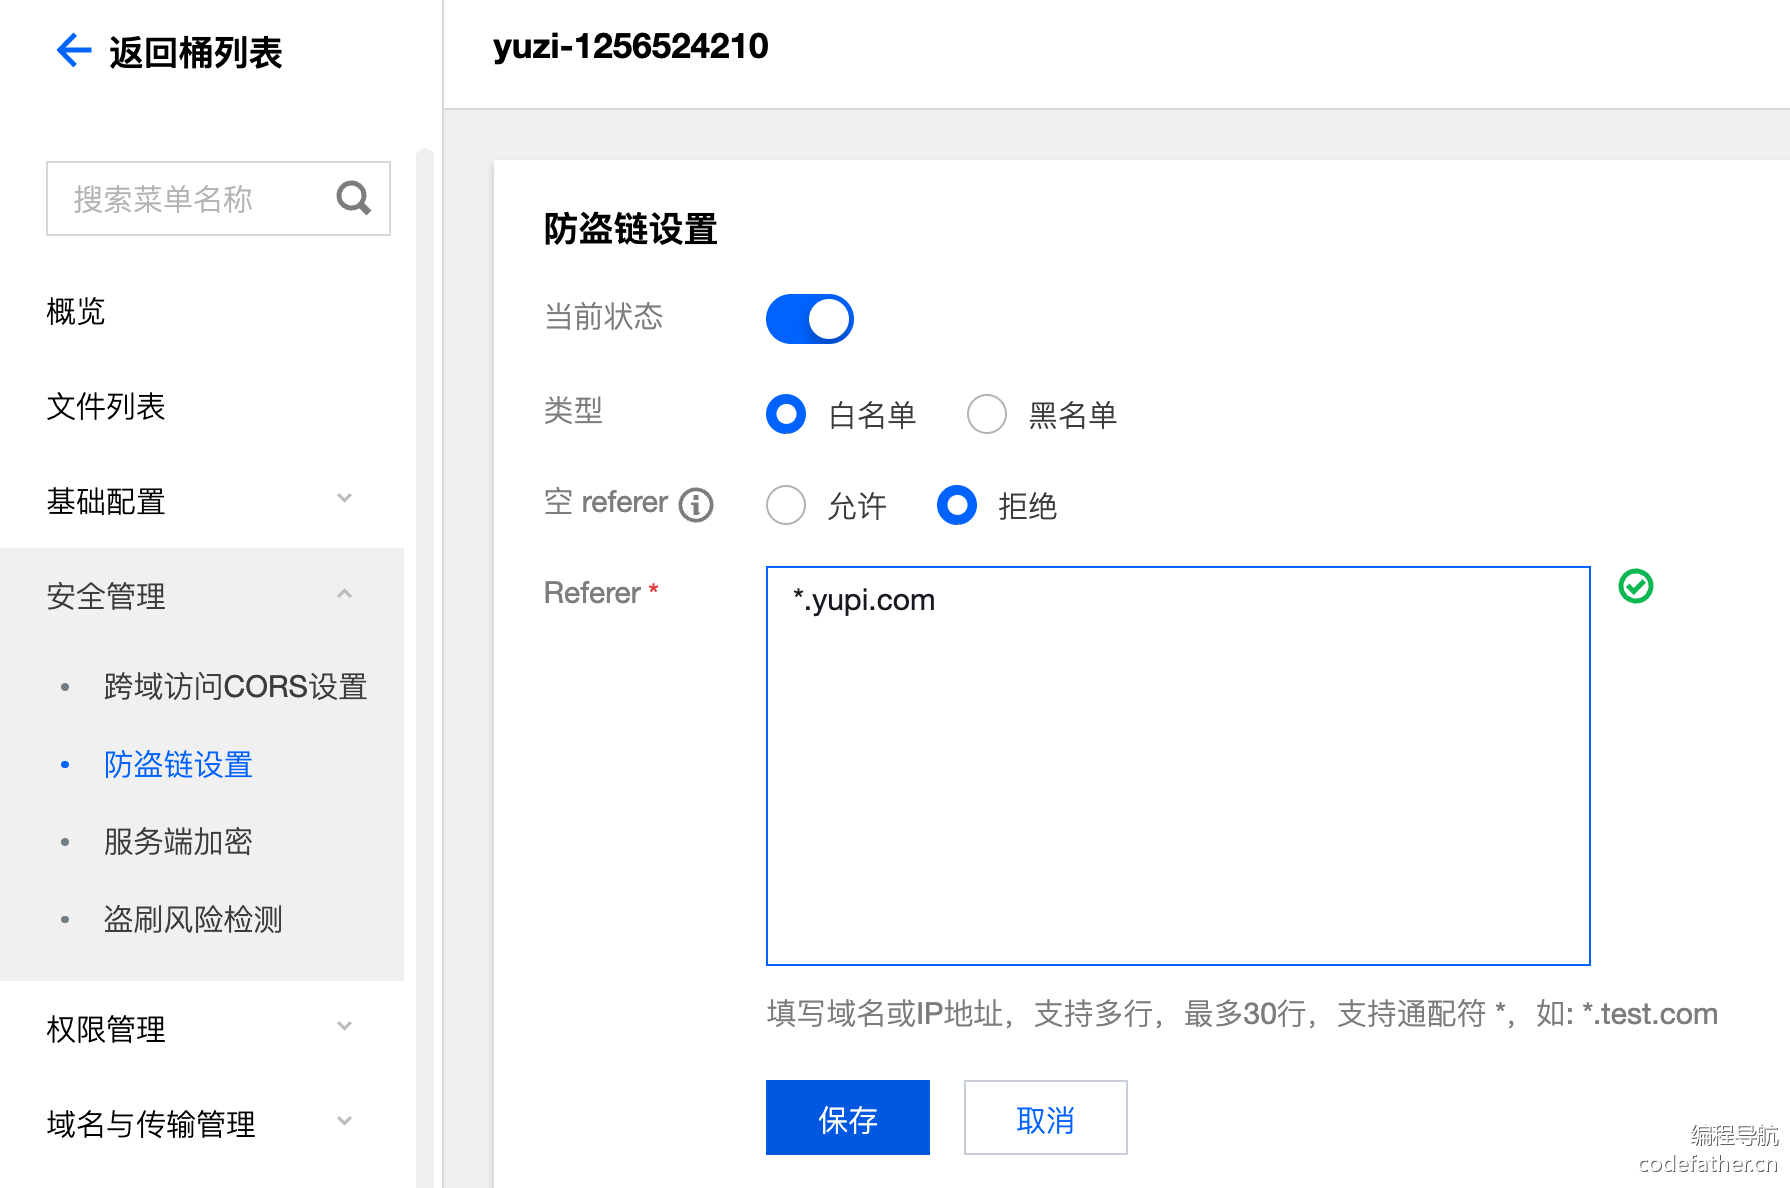 返回桶列表
yuzi-1256524210
搜索菜单名称
概览
文件列表
基础配置
安全管理
跨域访问CORS设置
防盗链设置
服务端加密
盗刷风险检测
权限管理
域名与传输管理
防盗链设置
当前状态
类型 白名单 黑名单
空 referer 允许 拒绝
Referer *
*.yupi.com
填写域名或IP地址，支持多行，最多30行，支持通配符 *，如: *.test.com
保存 取消
编程导航
codefather.cn